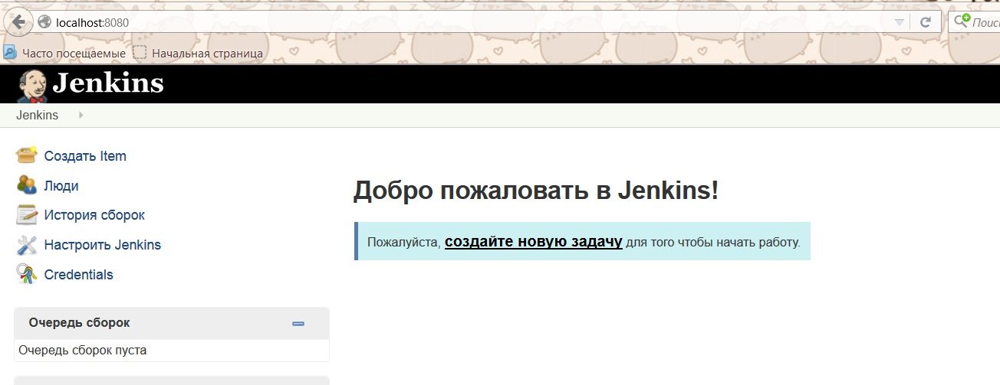 localhost:8080
Поиск
Часто посещаемые Начальная страница
Jenkins
Jenkins
Создать Item
Люди
История сборок
Настроить Jenkins
Credentials
Добро пожаловать в Jenkins!
Пожалуйста, создайте новую задачу для того чтобы начать работу.
Очередь сборок
Очередь сборок пуста